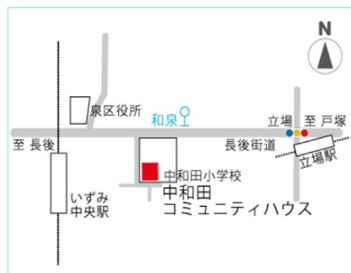 N
泉区役所
和泉
立場
至 戸塚
至 長後
長後街道
立場駅
中和田小学校
いずみ
中央駅
中和田
コミュニティハウス